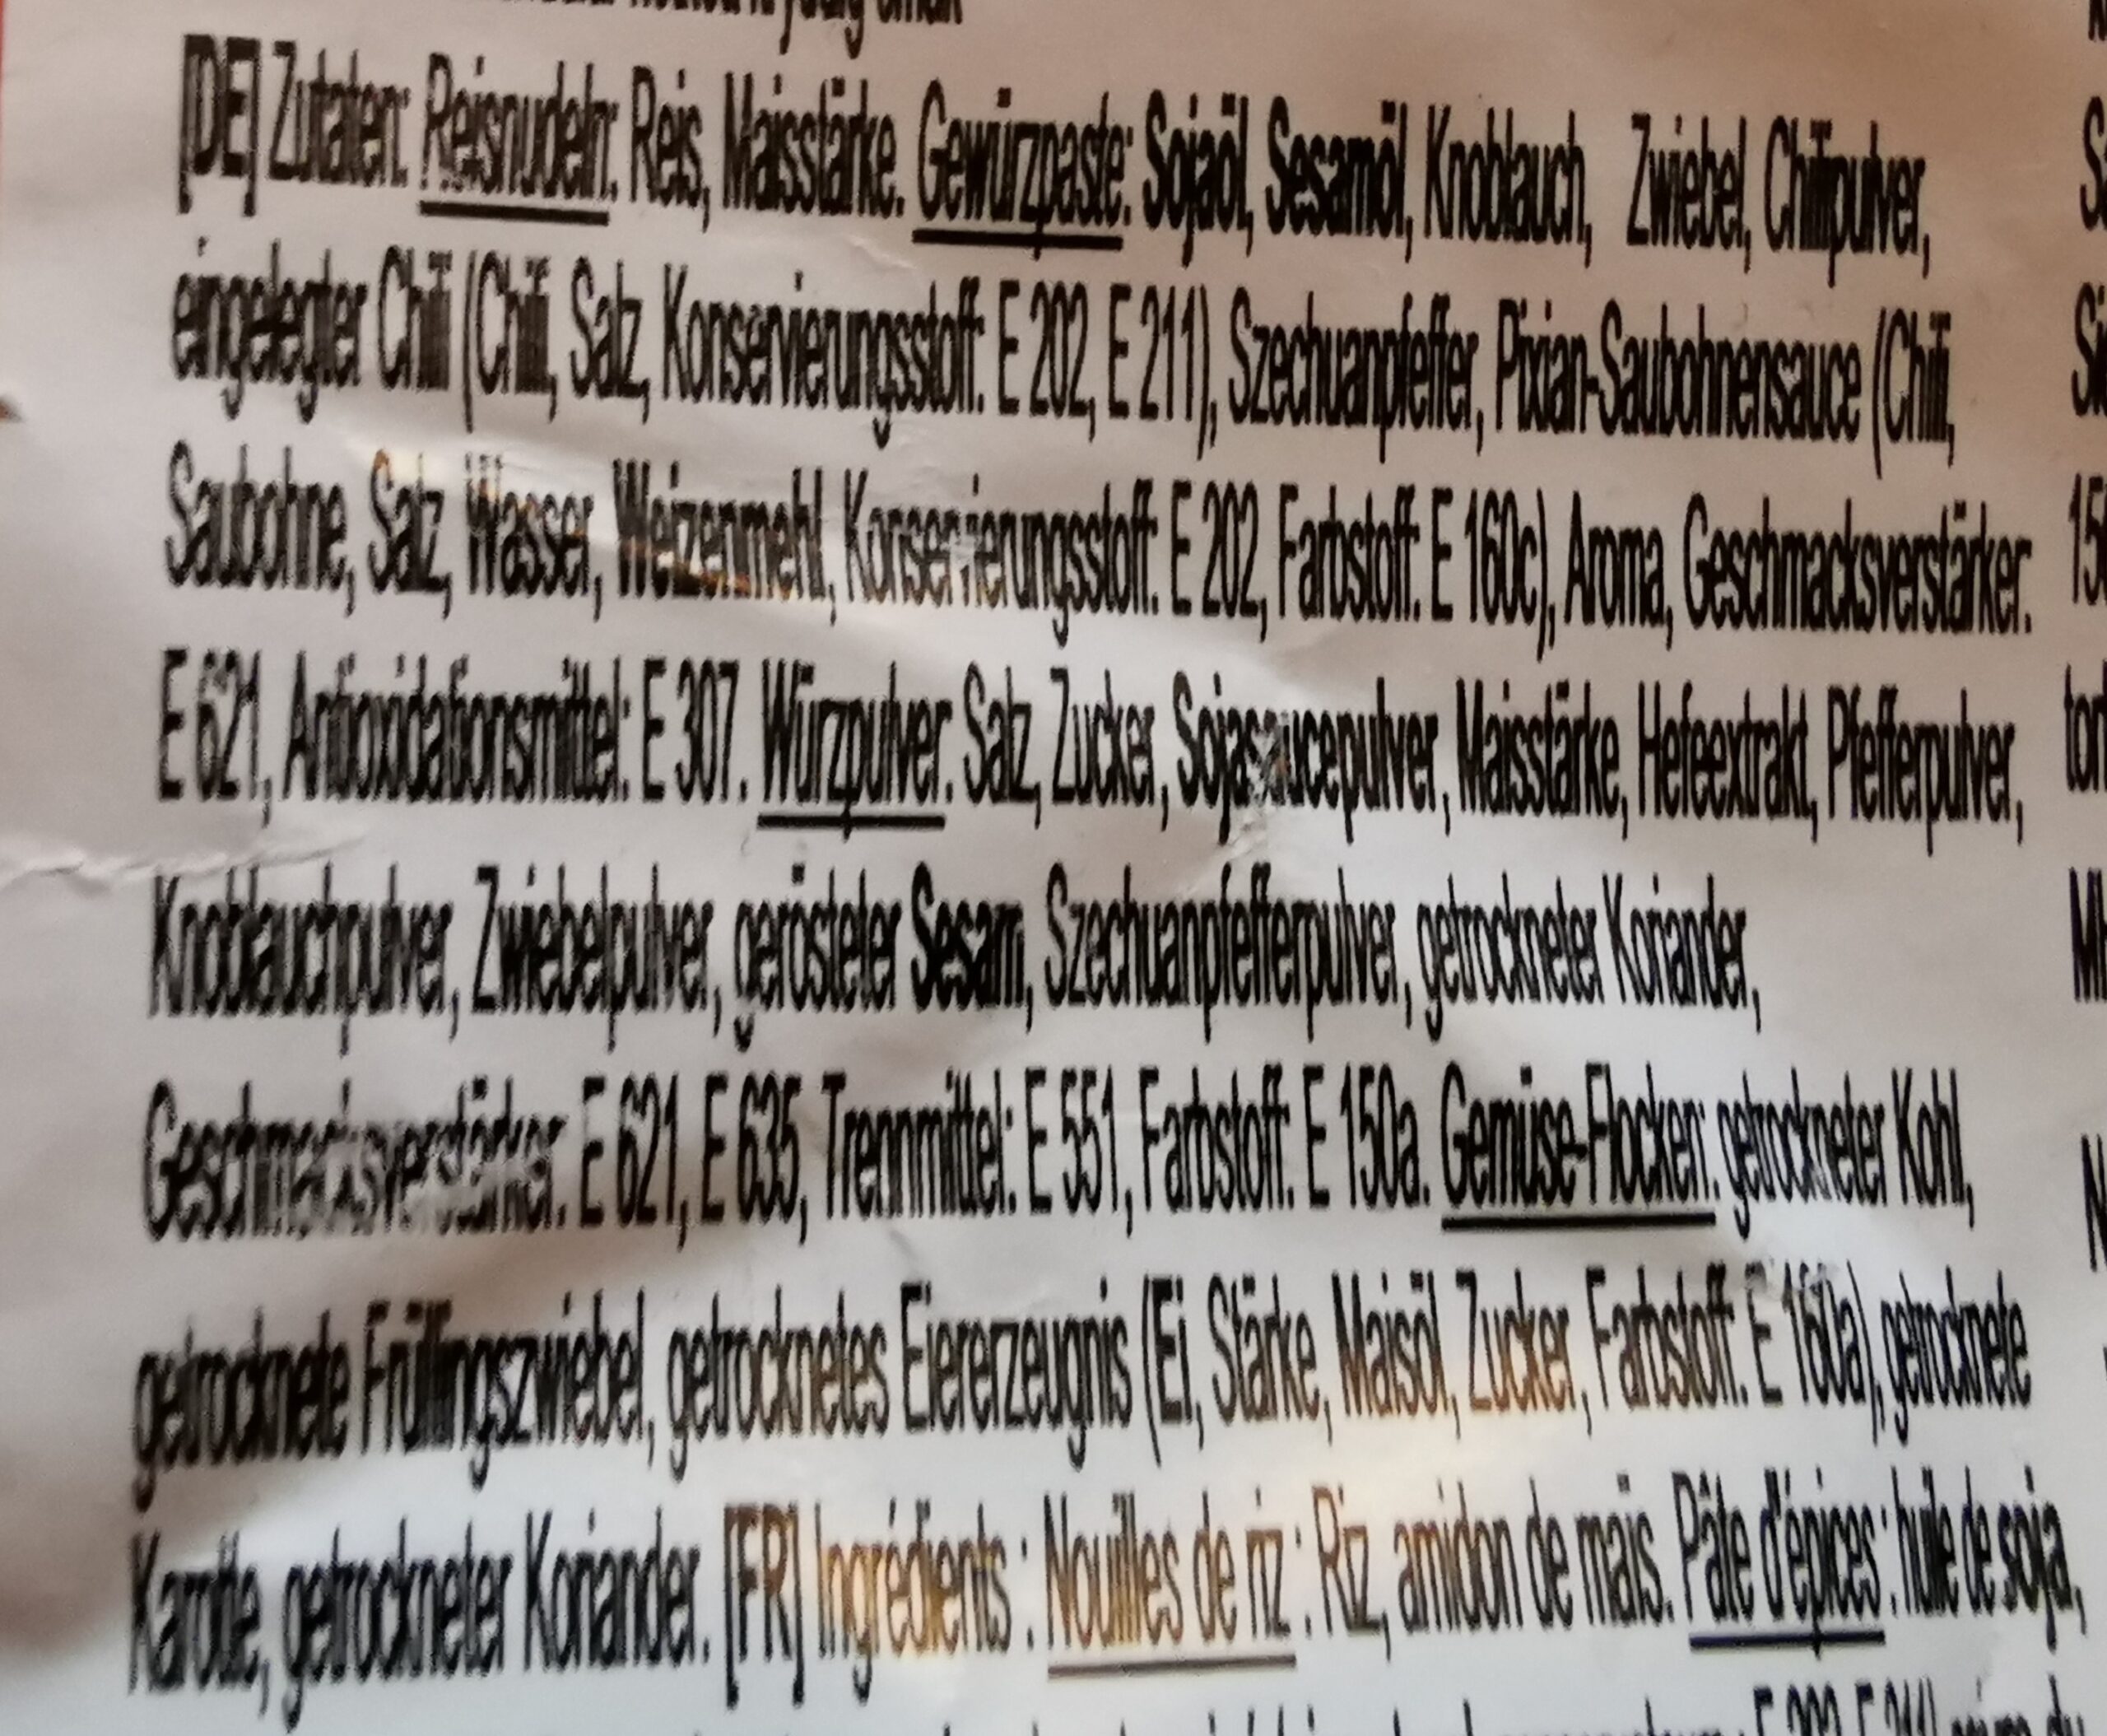 [DE] Zutaten: Reisnudeln: Reis, Maisstärke. Gewürzpaste: Sojaöl, Sesamöl, Knoblauch, Zwiebel, Chilipulver,
eingelegter Chili (Chili, Salz, Konservierungsstoff: E 202, E 211), Szechuanpfeffer, Pixian-Saubohnensauce (Chili,
Saubohne, Salz, Wasser, Weizenmehl, Konservierungsstoff: E 202, Farbstoff: E 160c), Aroma, Geschmacksverstärker:
E 621, Antioxidationsmittel: E 307. Würzpulver: Salz, Zucker, Sojasaucepulver, Maisstärke, Hefeextrakt, Pfefferpulver,
Knoblauchpulver, Zwiebelpulver, gerösteter Sesam, Szechuanpfefferpulver, getrockneter Koriander,
Geschmacksverstärker: E 621, E 635, Trennmittel: E 551, Farbstoff: E 150a. Gemüse-Flocken: getrockneter Kohl,
getrocknete Frühlingszwiebel, getrocknetes Eiererzeugnis (Ei, Stärke, Maisöl, Zucker, Farbstoff: E 160a), getrocknete
Karotte, getrockneter Koriander. [FR] Ingrédients : Nouilles de riz : Riz, amidon de maïs. Pâte d'épices : huile de soja,